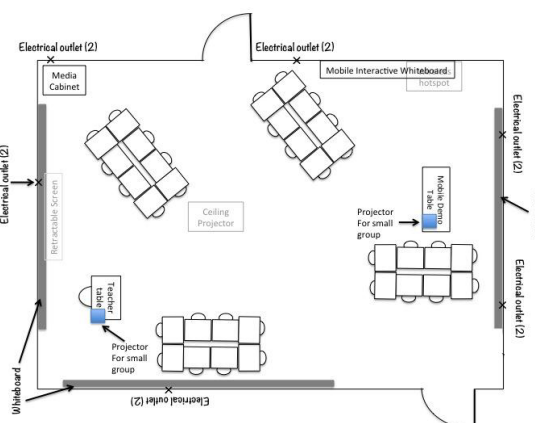 Electrical outlet (2)
Electrical outlet (2)
Media
Cabinet
Mobile Interactive Whiteboard
hotspot
Electrical outlet (2)
Electrical outlet (2)
Retractable Screen
Ceiling
Projector
Mobile Demo
Table
Projector
For small
group
Teacher
table
Projector
For small
group
Electrical outlet (2)
Whiteboard
Electrical outlet (2)